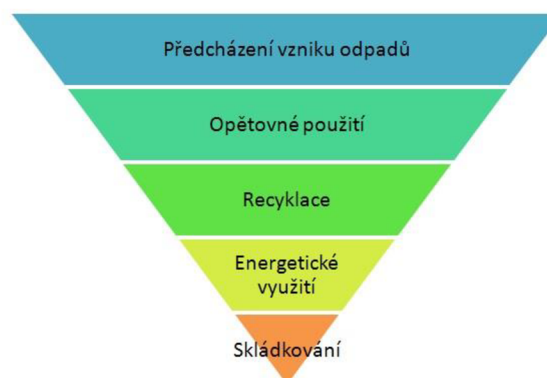 Předcházení vzniku odpadů
Opětovné použití
Recyklace
Energetické
využití
Skládkování